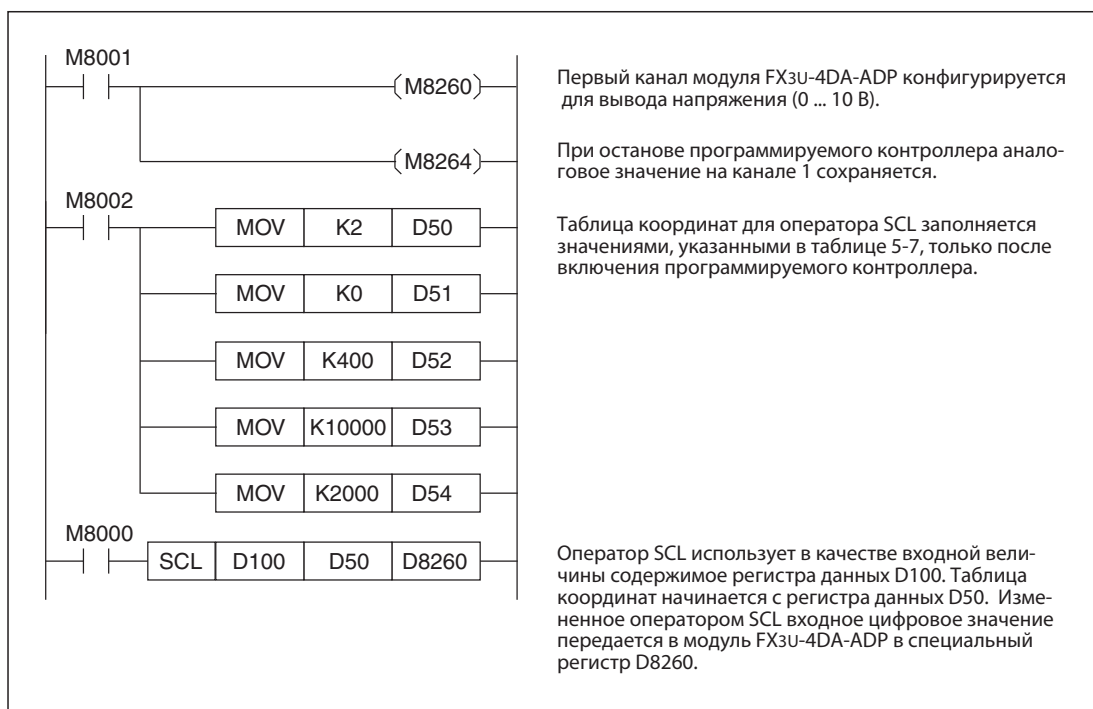 M8001
M8260
Первый канал модуля FX3U-4DA-ADP конфигурируется
для вывода напряжения (0 ... 10 В).
M8264
При останове программируемого контроллера анало-
говое значение на канале 1 сохраняется.
M8002
MOV K2 D50
Таблица координат для оператора SCL заполняется
значениями, указанными в таблице 5-7, только после
включения программируемого контроллера.
MOV K0 D51
MOV K400 D52
MOV K10000 D53
MOV K2000 D54
M8000
SCL D100 D50 D8260
Оператор SCL использует в качестве входной вели-
чины содержимое регистра данных D100. Таблица
координат начинается с регистра данных D50. Изме-
ненное оператором SCL входное цифровое значение
передается в модуль FX3U-4DA-ADP в специальный
регистр D8260.